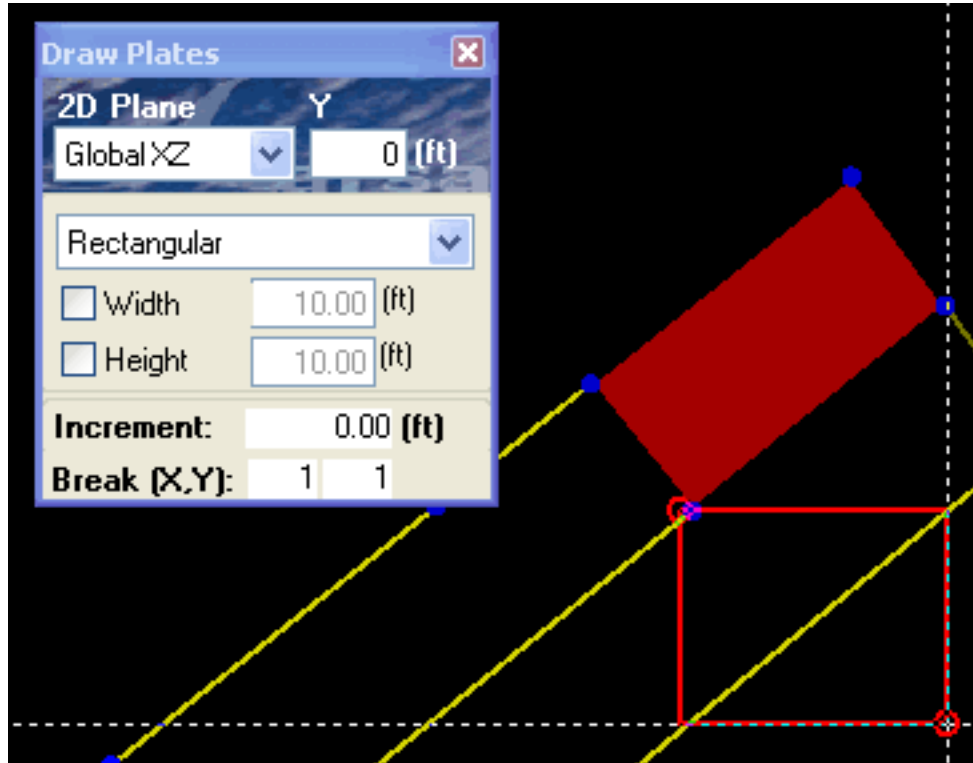 Draw Plates
2D Plane Y
Global XZ 0 (ft)
Rectangular
Width 10.00 (ft)
Height 10.00 (ft)
Increment: 0.00 (ft)
Break (X,Y): 1 1